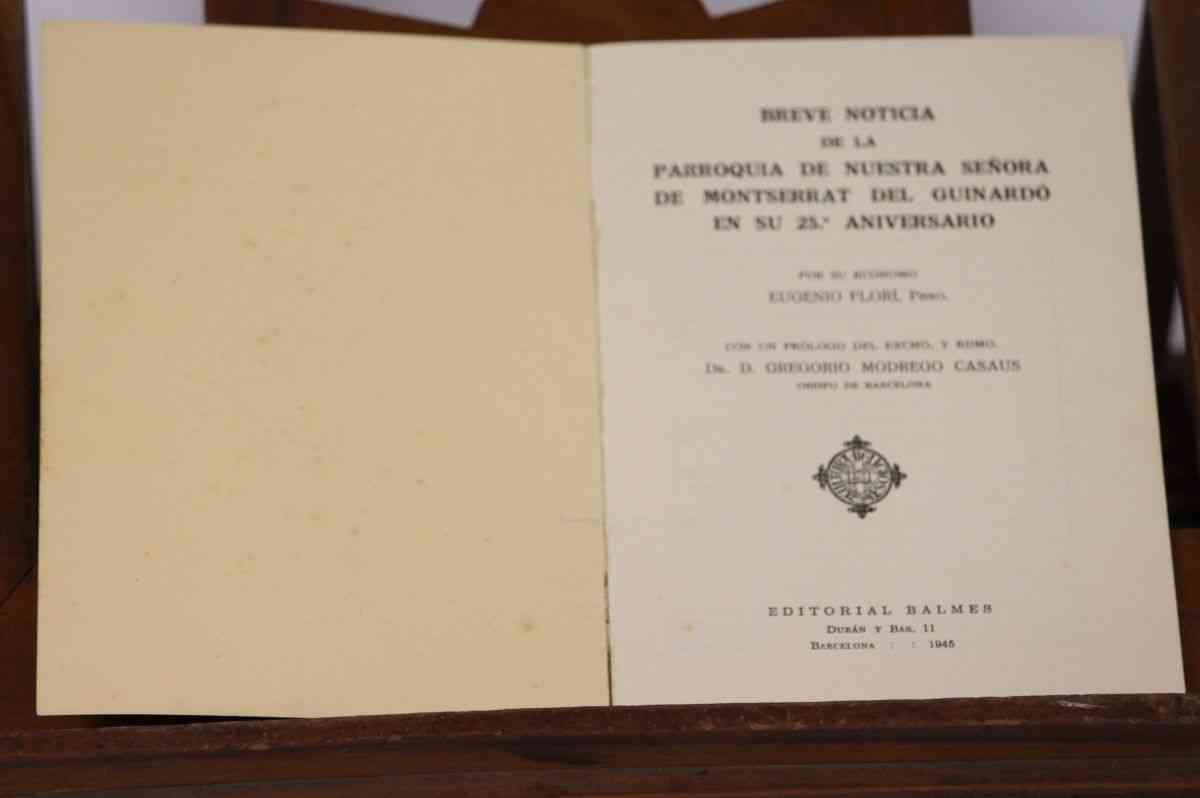 BREVE NOTICIA
DE LA
PARROQUIA DE NUESTRA SEÑORA
DE MONTSERRAT DEL GUINARDÓ
EN SU 25.º ANIVERSARIO
POR SU ECÓNOMO
EUGENIO FLORÍ, PBRO.
CON UN PRÓLOGO DEL EXCMO. Y RDMO.
DR. D. GREGORIO MODREGO CASAUS
OBISPO DE BARCELONA
EDITORIAL BALMES
DURÁN Y BAS, 11
BARCELONA : : 1945